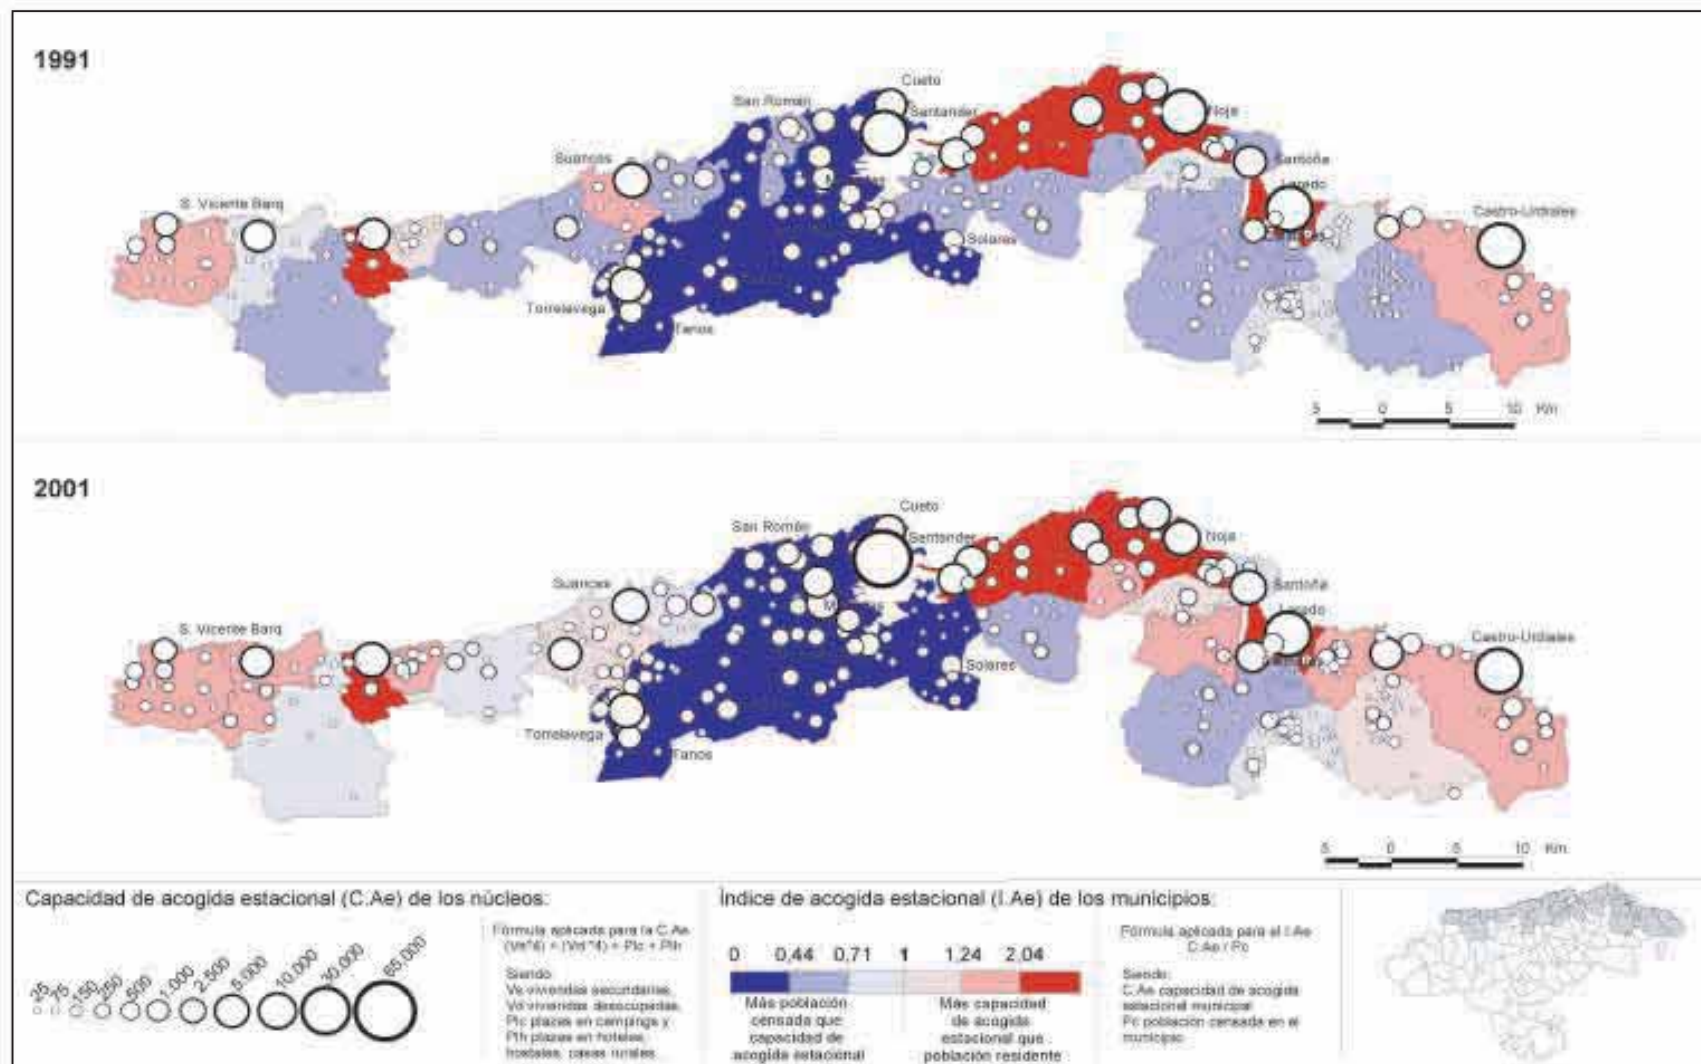 1991
Cueto
San Román
Santander
Noja
Suances
Santoña
Laredo
S. Vicente Barq
Castro-Urdiales
Solares
Torrelavega
Tanos
5 0 5 10 Km
2001
Cueto
San Román
Santander
Noja
Suances
Santoña
Laredo
S. Vicente Barq
Castro-Urdiales
Solares
Torrelavega
Tanos
5 0 5 10 Km
Capacidad de acogida estacional (C.Ae) de los núcleos:
25 75 150 250 500 1.000 2.500 5.000 10.000 30.000 65.000
Fórmula aplicada para la C.Ae
(Vs*4) + (Vd*4) + Plc + Plh
Siendo:
Vs viviendas secundarias,
Vd viviendas desocupadas,
Plc plazas en campings y
Plh plazas en hoteles,
hostales, casas rurales
Índice de acogida estacional (I.Ae) de los municipios:
0 0,44 0,71 1 1,24 2,04
Más población
censada que
capacidad de
acogida estacional
Más capacidad
de acogida
estacional que
población residente
Fórmula aplicada para el I.Ae
C.Ae / Pc
Siendo:
C.Ae capacidad de acogida
estacional municipal
Pc población censada en el
municipio